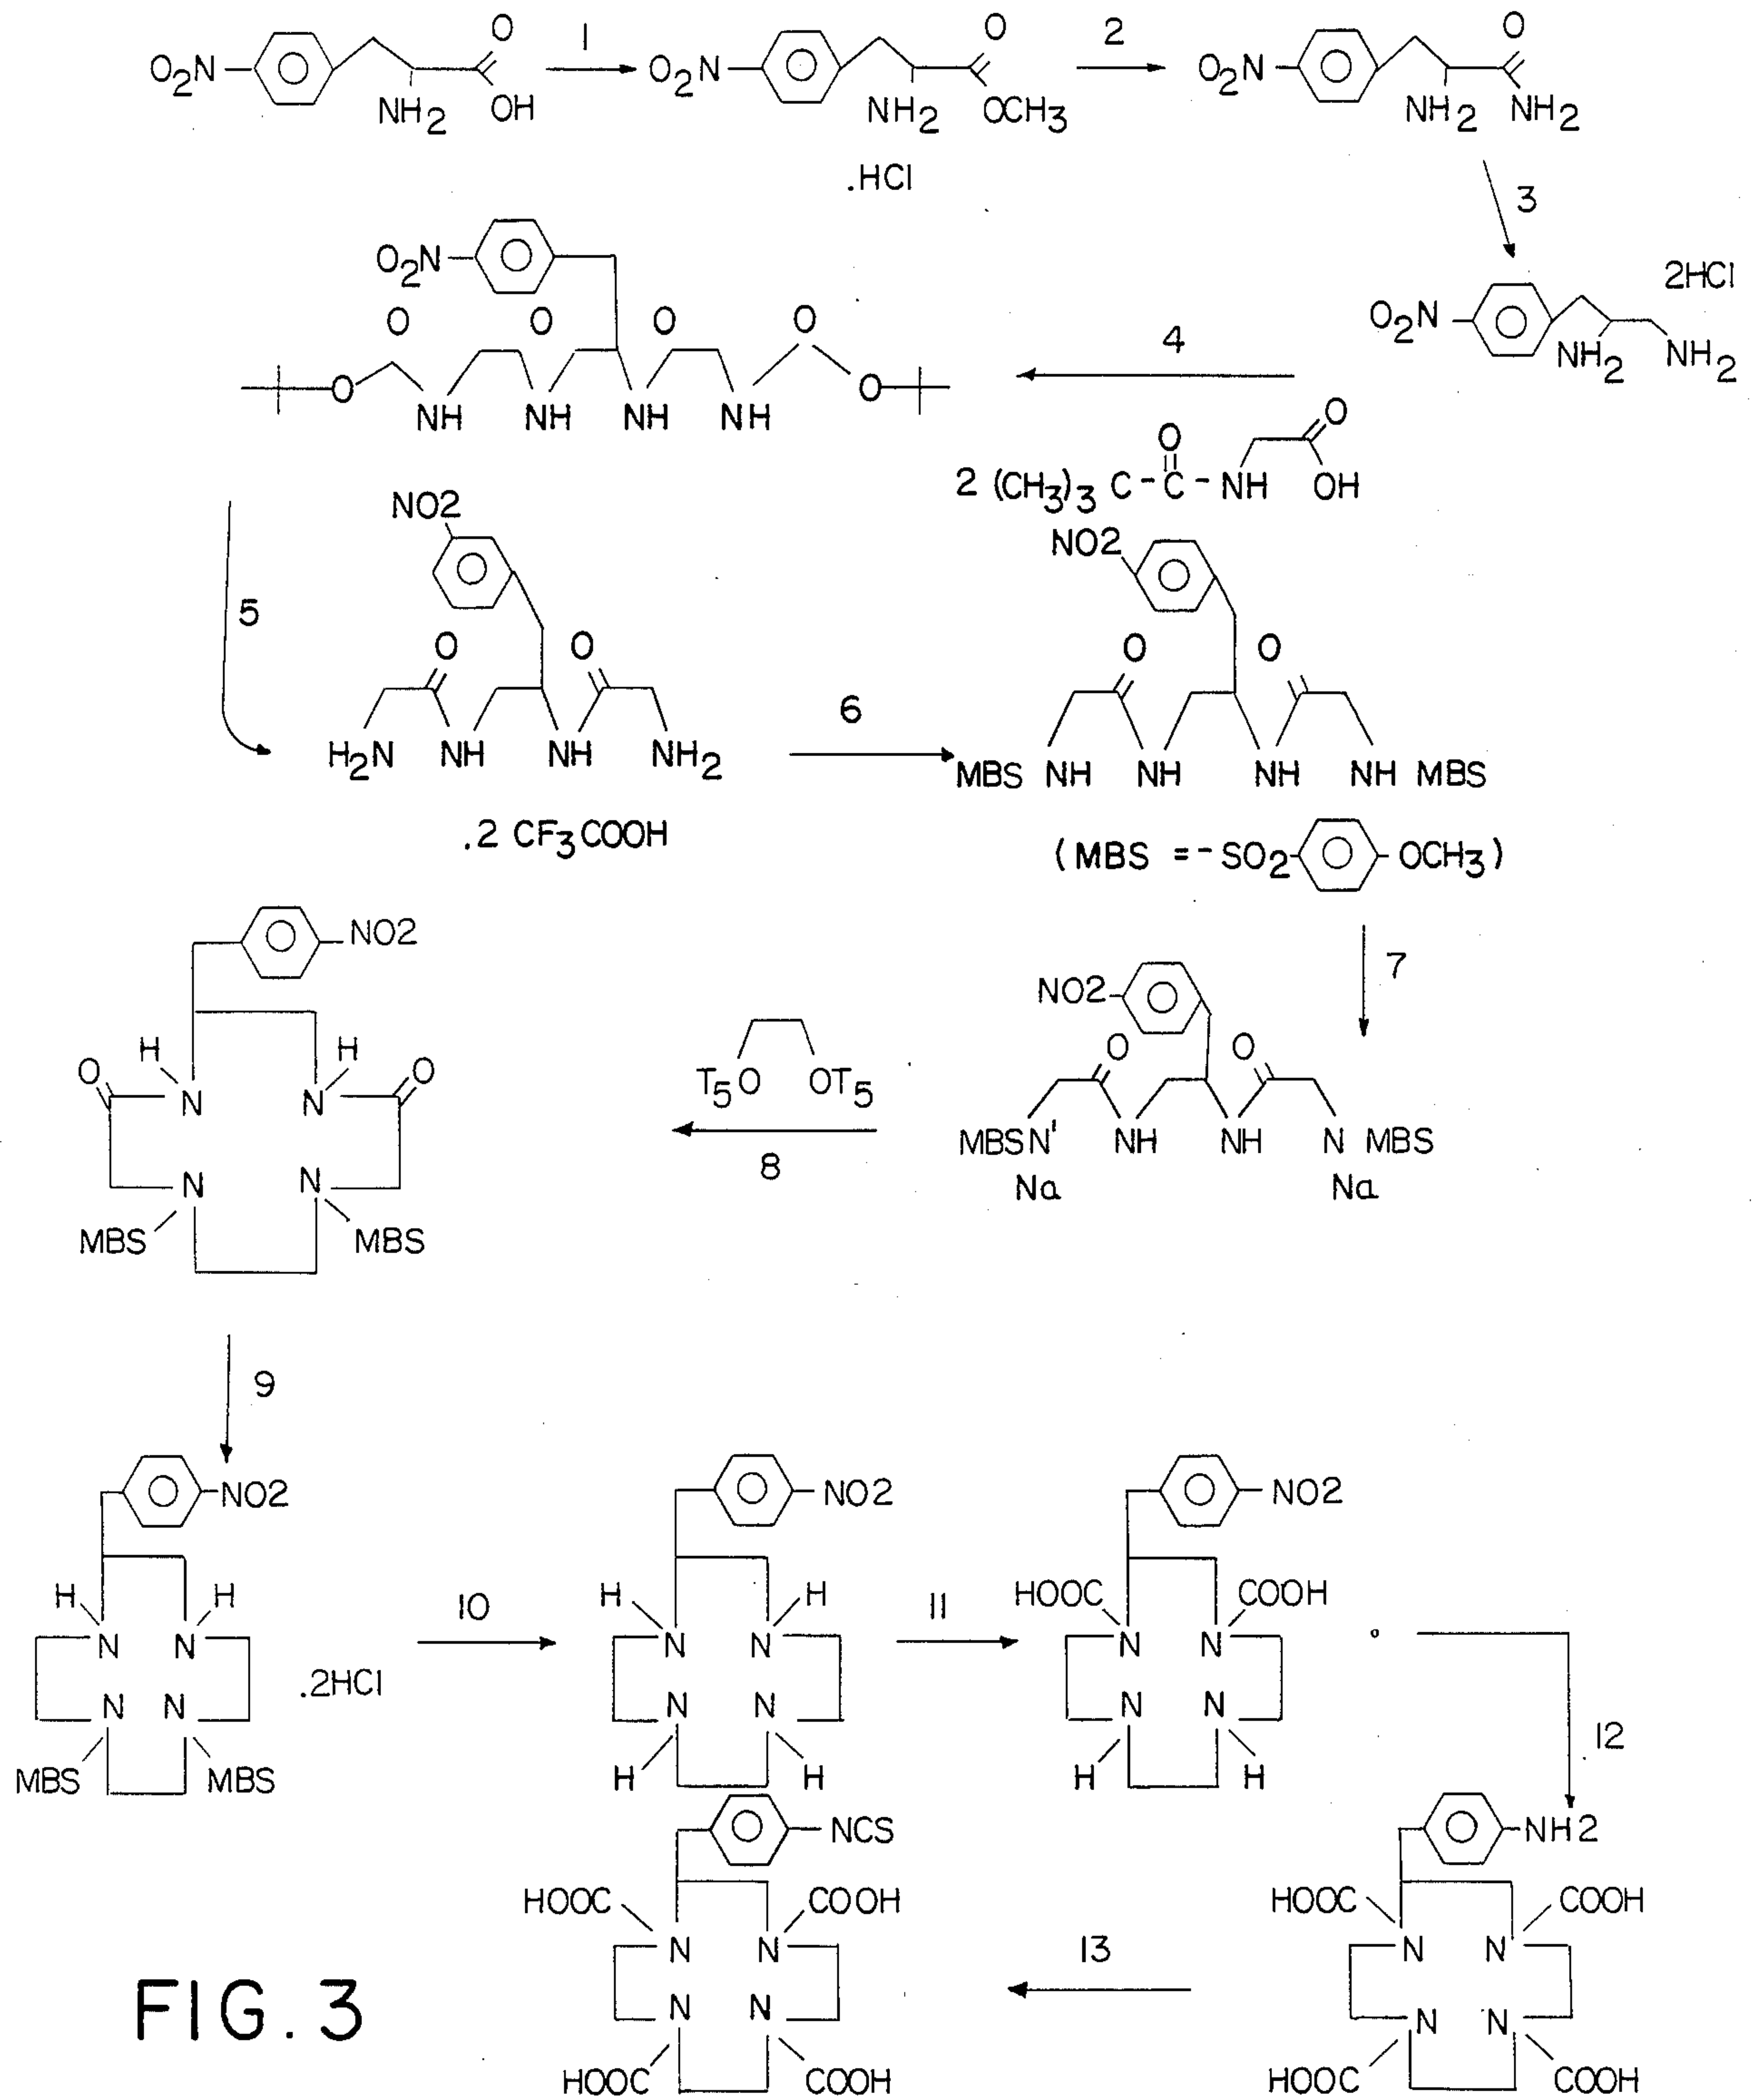 O₂N O NH₂ OH 1 O₂N O NH₂ OCH₃ 2 O₂N O NH₂ NH₂
.HCl
3
O₂N 2HCl
O O O O O₂N NH₂ NH₂
4
O NH NH NH NH O
2 (CH₃)₃ C-C-NH O O OH
NO2 NO2
5
O O O O
6
H₂N NH NH NH₂ MBS NH NH NH NH MBS
.2 CF₃COOH
(MBS =-SO₂ OCH₃)
NO2
7
NO2
H H O O
O O T₅O OT₅
N N MBSN' NH NH N MBS
8
N N Na Na
MBS MBS
9
NO2 NO2 NO2
H H 10 H H 11 HOOC COOH
N N N N N N
.2HCl
N N N N N N
12
MBS MBS H H H H
NCS NH2
HOOC COOH HOOC COOH
N N 13 N N
N N N N
HOOC COOH HOOC COOH
FIG. 3